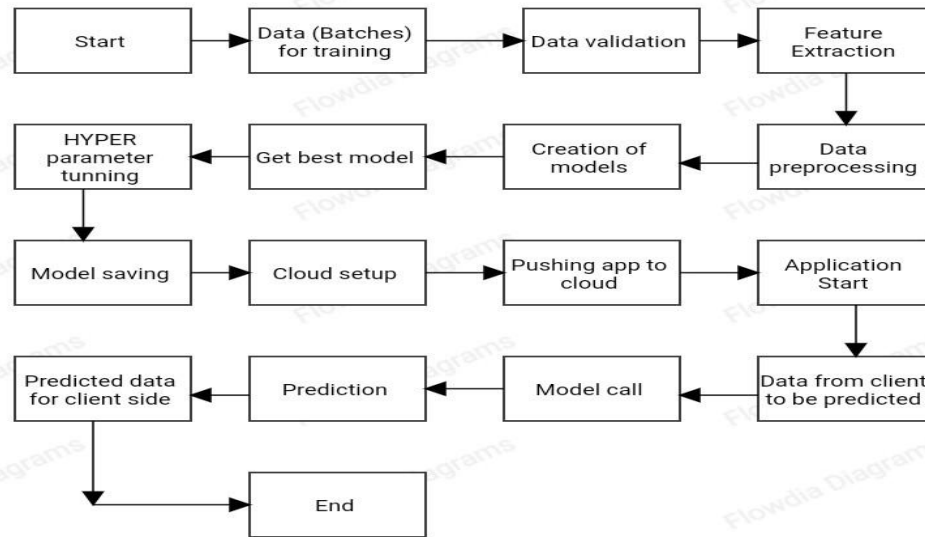 Start
Data (Batches)
for training
Data validation
Feature
Extraction
HYPER
parameter
tunning
Get best model
Creation of
models
Data
preprocessing
Model saving
Cloud setup
Pushing app to
cloud
Application
Start
Predicted data
for client side
Prediction
Model call
Data from client
to be predicted
End
Flowdia Diagrams